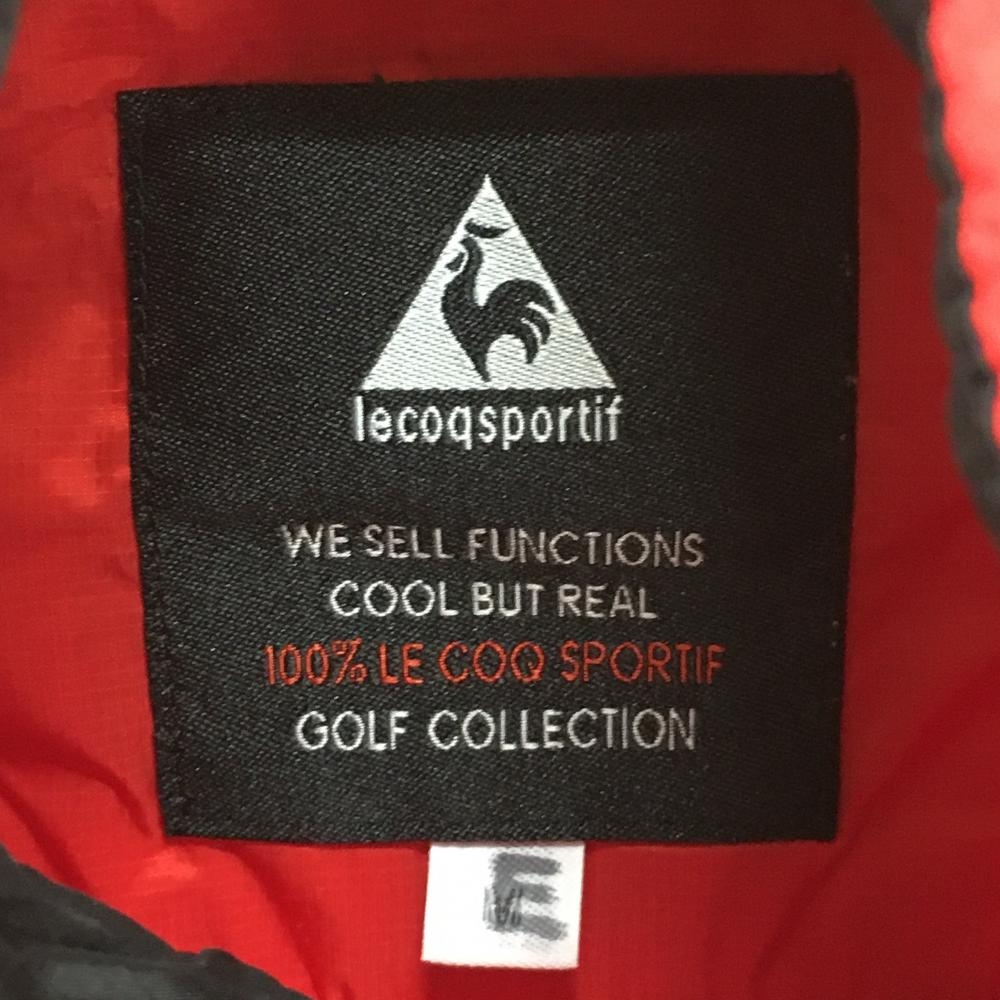 lecoqsportif
WE SELL FUNCTIONS
COOL BUT REAL
100% LE COQ SPORTIF
GOLF COLLECTION
E